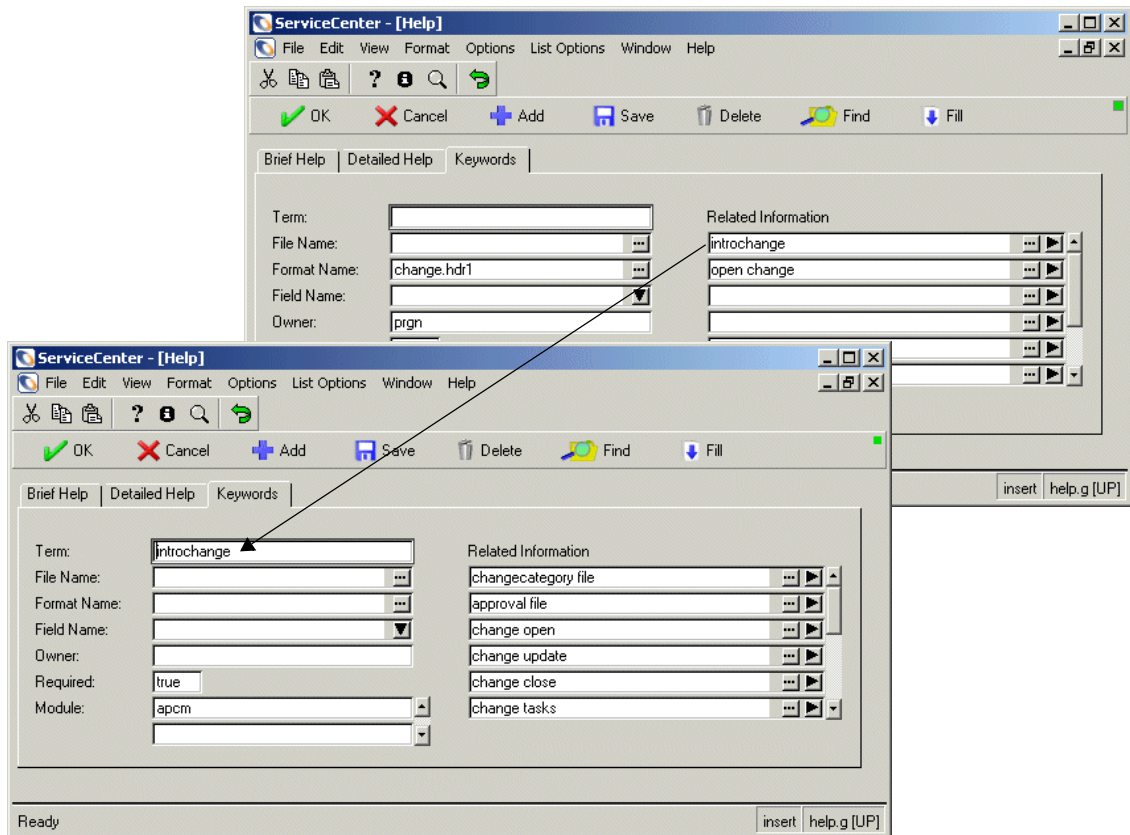 ServiceCenter - [Help]
File Edit View Format Options List Options Window Help
OK Cancel Add Save Delete Find Fill
Brief Help Detailed Help Keywords
Term: Related Information
File Name: introchange
Format Name: change.hdr1 open change
Field Name:
Owner: prgn
insert help.g [UP]
ServiceCenter - [Help]
File Edit View Format Options List Options Window Help
OK Cancel Add Save Delete Find Fill
Brief Help Detailed Help Keywords
Term: introchange Related Information
File Name: changecategory file
Format Name: approval file
Field Name: change open
Owner: change update
Required: true change close
Module: apcm change tasks
Ready insert help.g [UP]